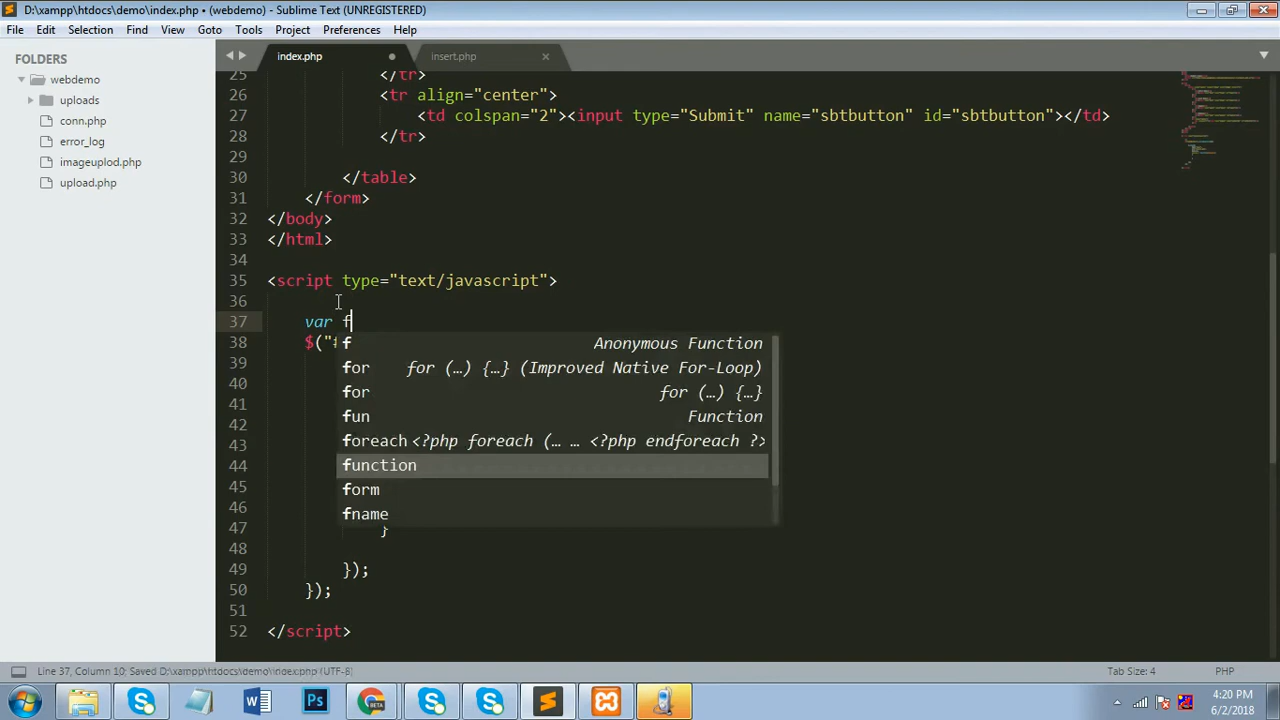 D:\xampp\htdocs\demo\index.php • (webdemo) - Sublime Text (UNREGISTERED)
File Edit Selection Find View Goto Tools Project Preferences Help
FOLDERS
webdemo
uploads
conn.php
error_log
imageuplod.php
upload.php
index.php
insert.php
25 </tr>
26 <tr align="center">
27 <td colspan="2"><input type="Submit" name="sbtbutton" id="sbtbutton"></td>
28 </tr>
29
30 </table>
31 </form>
32 </body>
33 </html>
34
35 <script type="text/javascript">
36
37 var f
38 $("
39
40
41
42
43
44
45
46
47 }
48
49 });
50 });
51
52 </script>
f Anonymous Function
for for (…) {…} (Improved Native For-Loop)
for for (…) {…}
fun Function
foreach <?php foreach (… … <?php endforeach ?>
function
form
fname
Line 37, Column 10; Saved D:\xampp\htdocs\demo\index.php (UTF-8)
Tab Size: 4
PHP
4:20 PM
6/2/2018